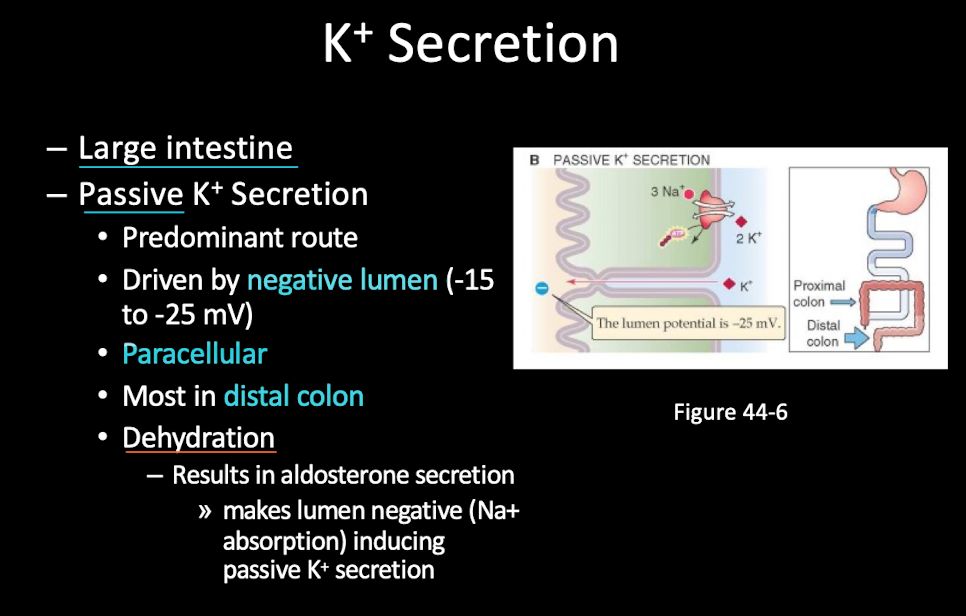 K⁺ Secretion
– Large intestine
– Passive K⁺ Secretion
• Predominant route
• Driven by negative lumen (-15
to -25 mV)
• Paracellular
• Most in distal colon
• Dehydration
– Results in aldosterone secretion
» makes lumen negative (Na+
absorption) inducing
passive K⁺ secretion
B PASSIVE K⁺ SECRETION
3 Na⁺
ATP
2 K⁺
K⁺
–
The lumen potential is –25 mV.
Proximal
colon
Distal
colon
Figure 44-6